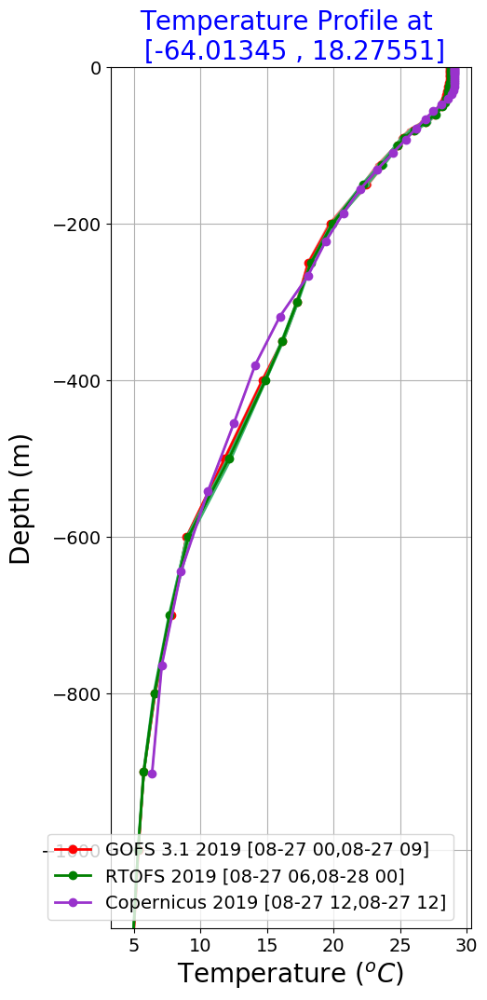 Temperature Profile at
[-64.01345 , 18.27551]
0
−200
−400
−600
−800
−1000
Depth (m)
GOFS 3.1 2019 [08-27 00,08-27 09]
RTOFS 2019 [08-27 06,08-28 00]
Copernicus 2019 [08-27 12,08-27 12]
5 10 15 20 25 30
Temperature (°C)